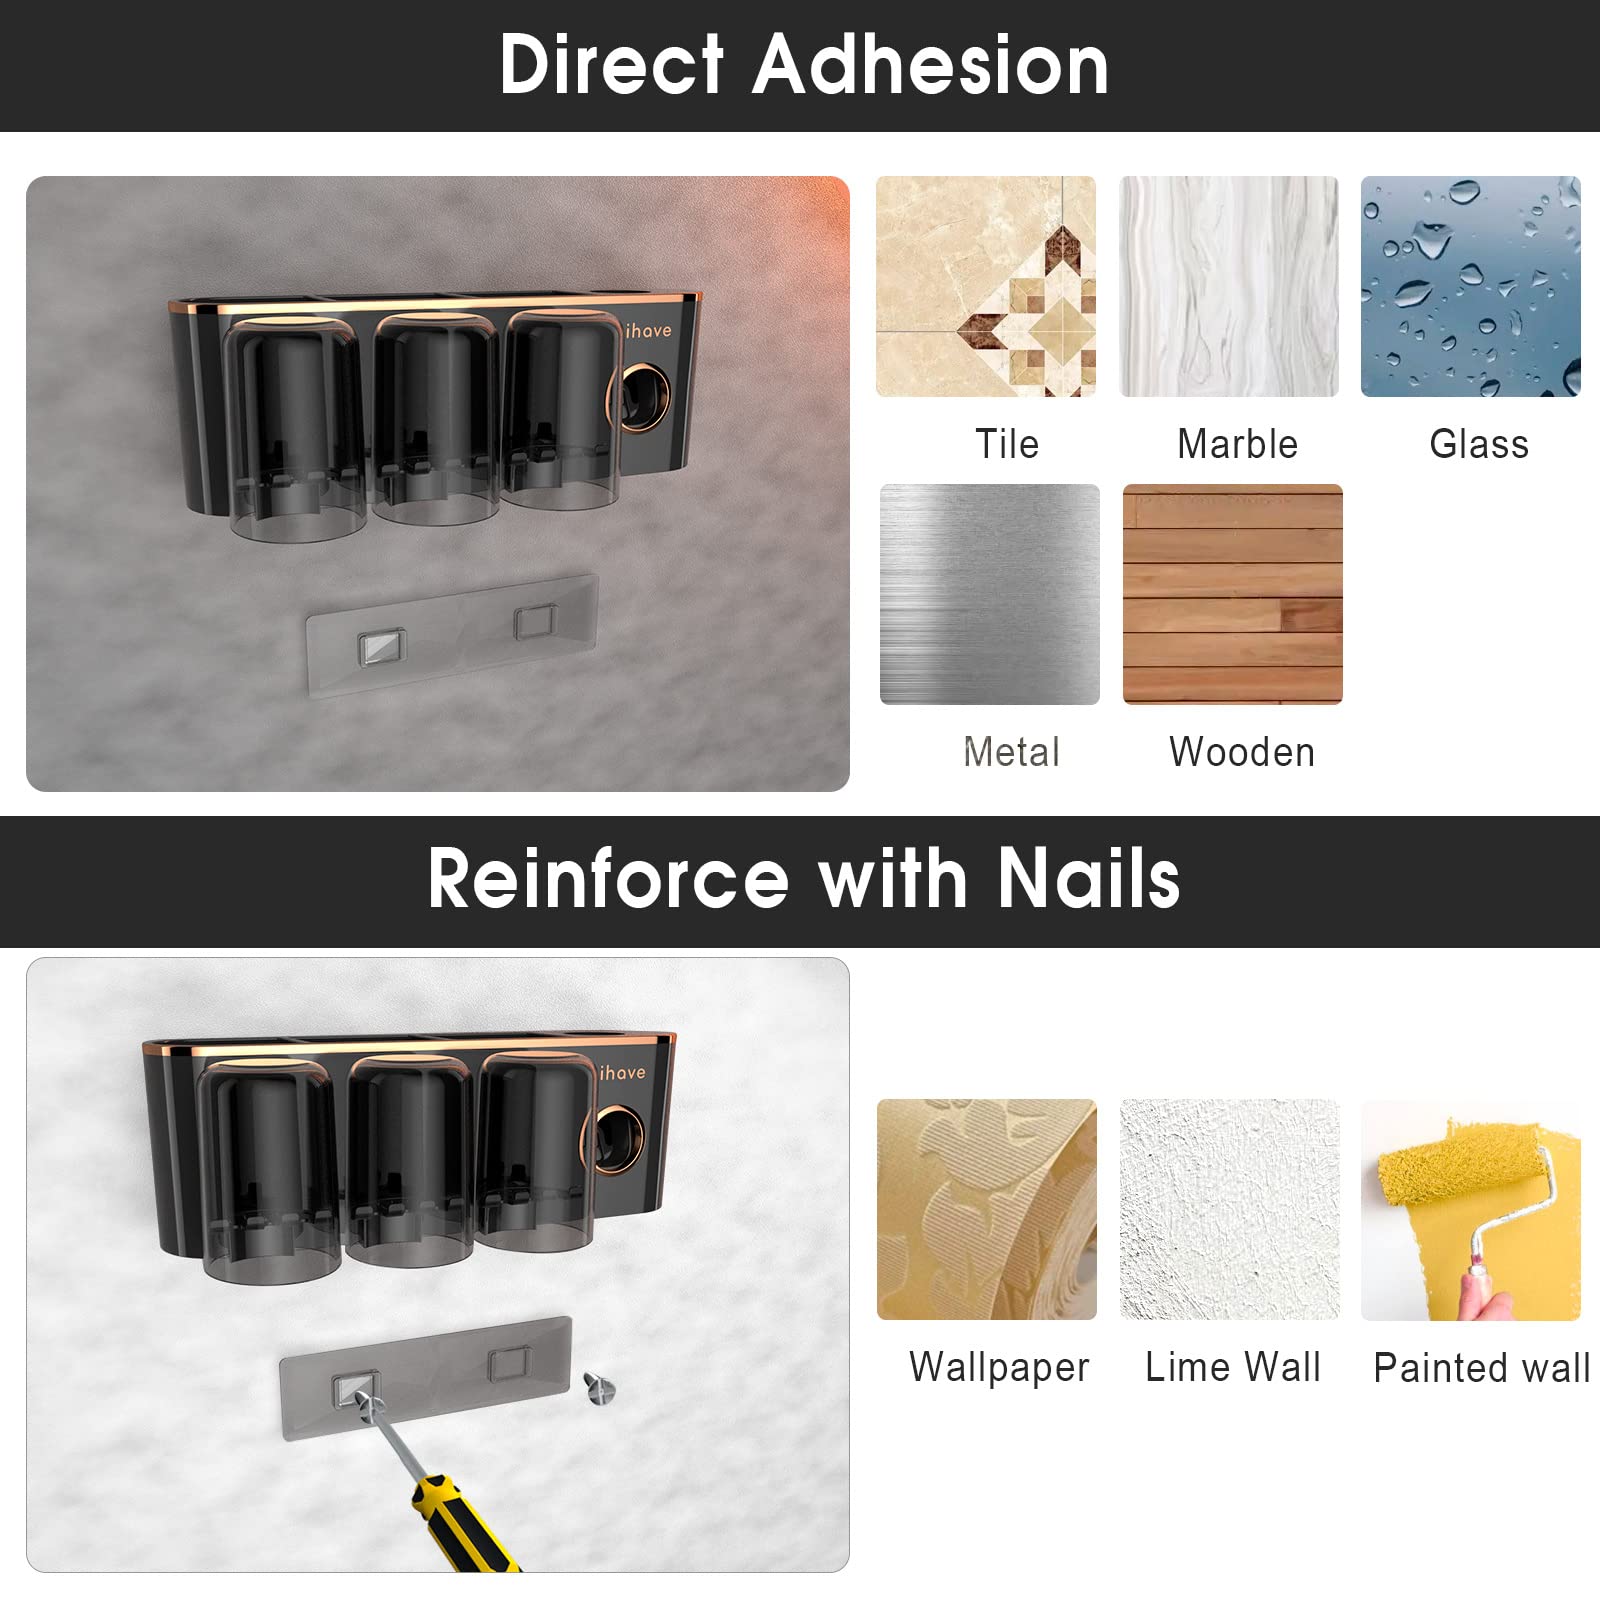 Direct Adhesion
ihave
Tile
Marble
Glass
Metal
Wooden
Reinforce with Nails
ihave
Wallpaper
Lime Wall
Painted wall